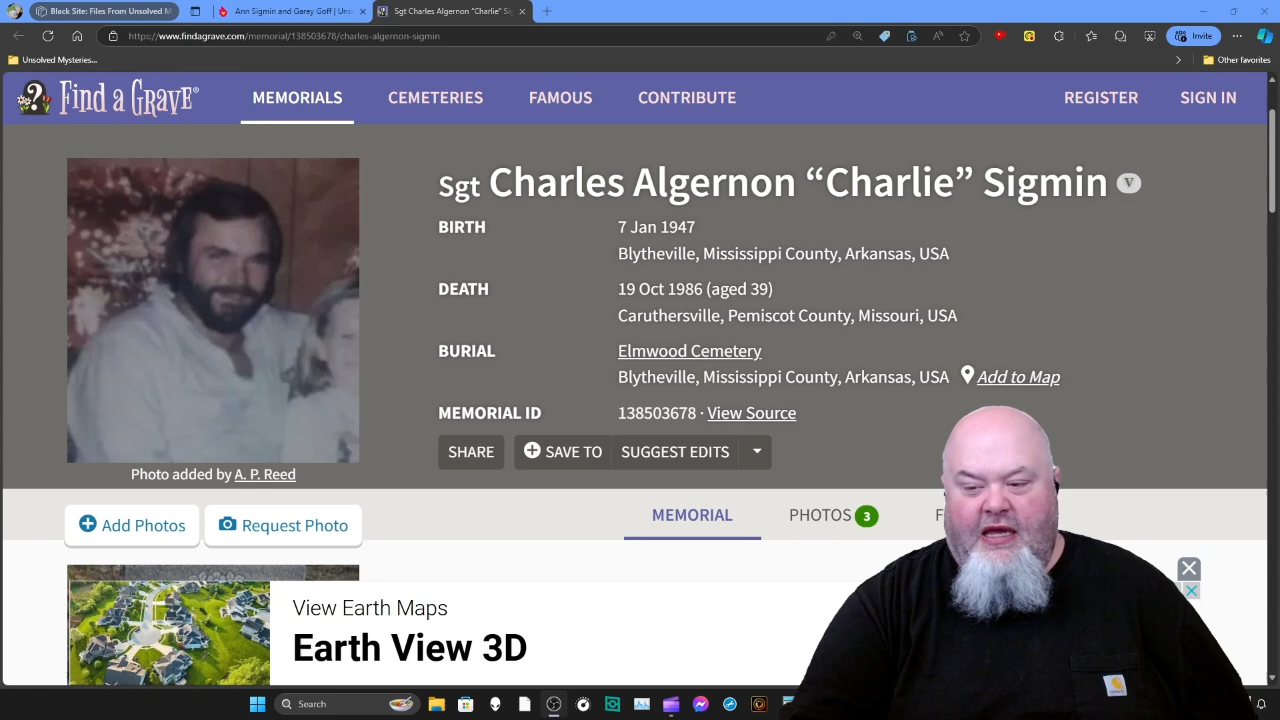 Black Site: Files From Unsolved M
Ann Sigmin and Garey Goff | Uns
Sgt Charles Algernon "Charlie" Sig
https://www.findagrave.com/memorial/138503678/charles-algernon-sigmin
Invite
Unsolved Mysteries...
Other favorites
Find a Grave®
MEMORIALS
CEMETERIES
FAMOUS
CONTRIBUTE
REGISTER
SIGN IN
Sgt Charles Algernon “Charlie” Sigmin V
BIRTH
7 Jan 1947
Blytheville, Mississippi County, Arkansas, USA
DEATH
19 Oct 1986 (aged 39)
Caruthersville, Pemiscot County, Missouri, USA
BURIAL
Elmwood Cemetery
Blytheville, Mississippi County, Arkansas, USA
Add to Map
MEMORIAL ID
138503678 · View Source
SHARE
SAVE TO
SUGGEST EDITS
Photo added by A. P. Reed
Add Photos
Request Photo
MEMORIAL
PHOTOS 3
F
View Earth Maps
Earth View 3D
Search